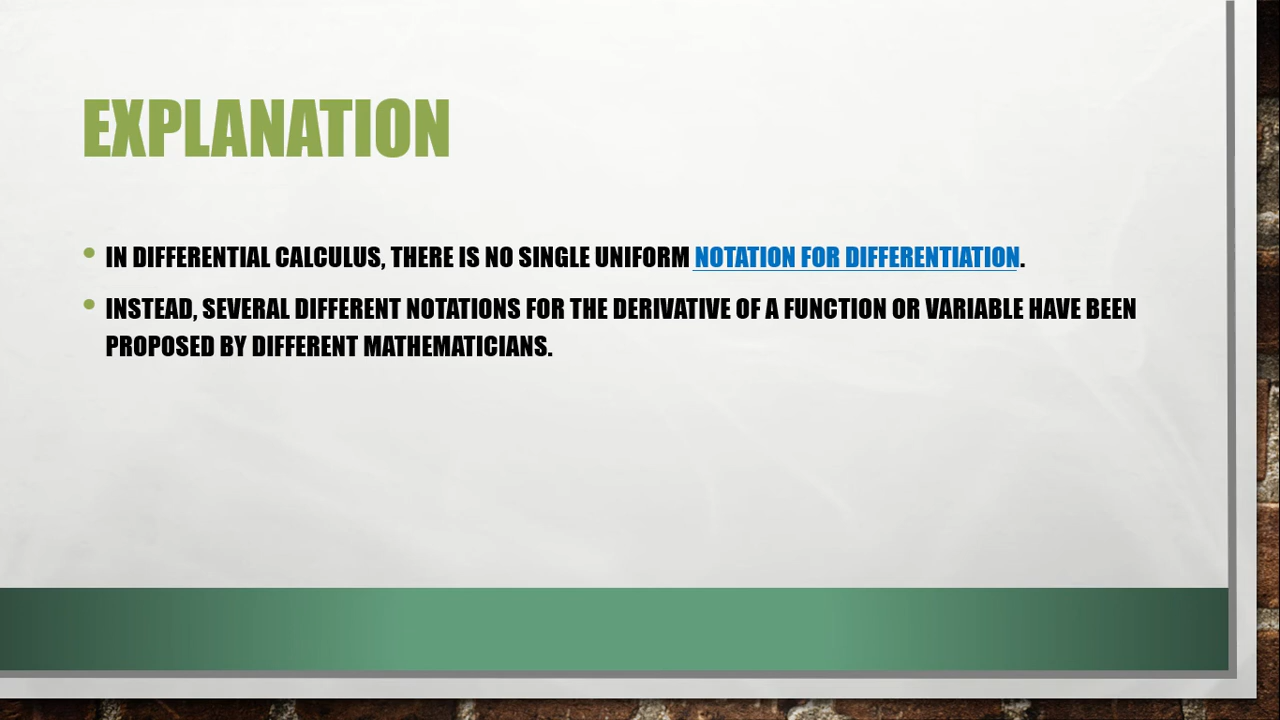 EXPLANATION
• IN DIFFERENTIAL CALCULUS, THERE IS NO SINGLE UNIFORM NOTATION FOR DIFFERENTIATION.
• INSTEAD, SEVERAL DIFFERENT NOTATIONS FOR THE DERIVATIVE OF A FUNCTION OR VARIABLE HAVE BEEN
PROPOSED BY DIFFERENT MATHEMATICIANS.